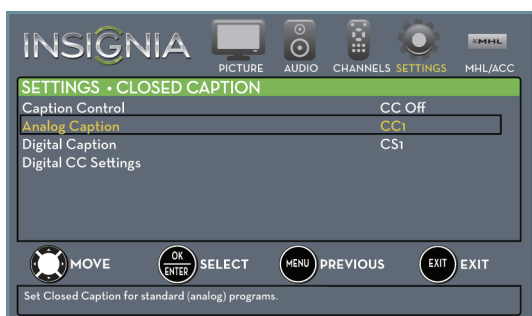 INSIGNIA
PICTURE AUDIO CHANNELS SETTINGS MHL/ACC
MHL
SETTINGS • CLOSED CAPTION
Caption Control CC Off
Analog Caption CC1
Digital Caption CS1
Digital CC Settings
MOVE OK ENTER SELECT MENU PREVIOUS EXIT EXIT
Set Closed Caption for standard (analog) programs.